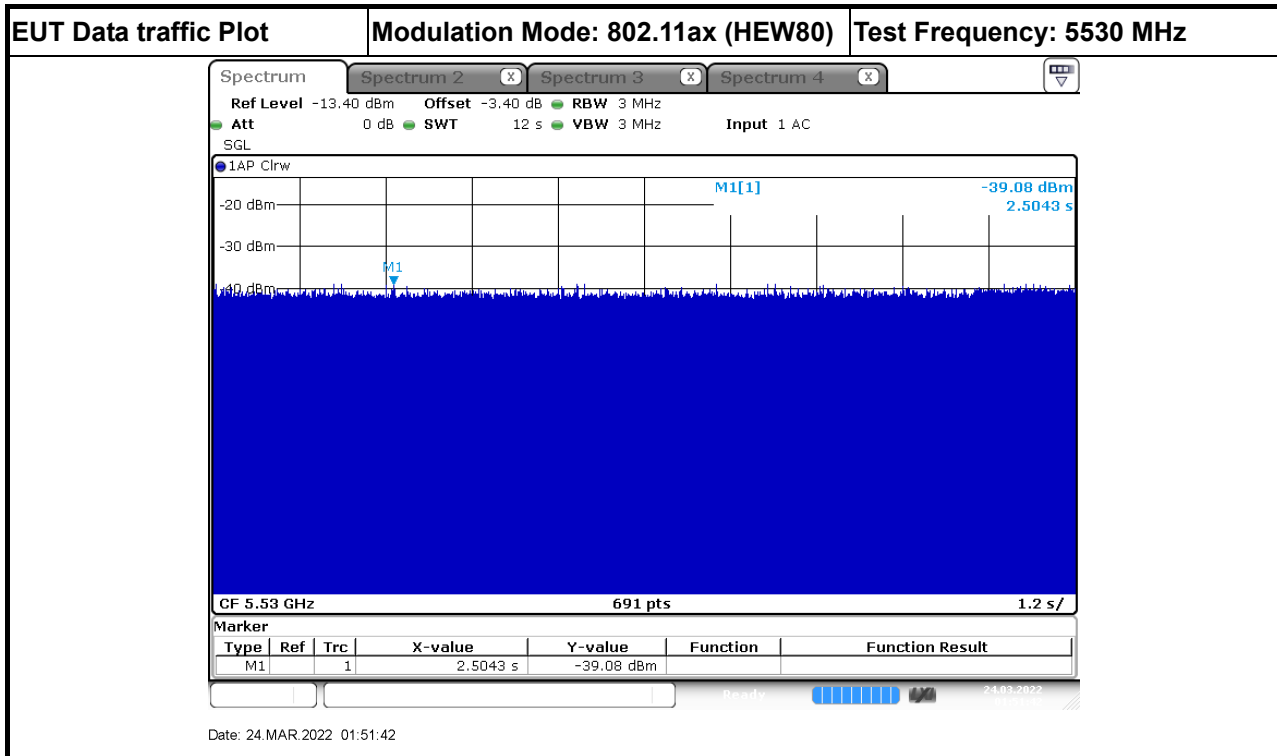 EUT Data traffic Plot Modulation Mode: 802.11ax (HEW80) Test Frequency: 5530 MHz
Spectrum Spectrum 2 X Spectrum 3 X Spectrum 4 X
Ref Level -13.40 dBm Offset -3.40 dB RBW 3 MHz
Att 0 dB SWT 12 s VBW 3 MHz Input 1 AC
SGL
1AP Clrw
M1[1] -39.08 dBm
2.5043 s
-20 dBm
-30 dBm
M1
-40 dBm
CF 5.53 GHz 691 pts 1.2 s/
Marker
Type Ref Trc X-value Y-value Function Function Result
M1 1 2.5043 s -39.08 dBm
Ready 24.03.2022
Date: 24.MAR.2022 01:51:42